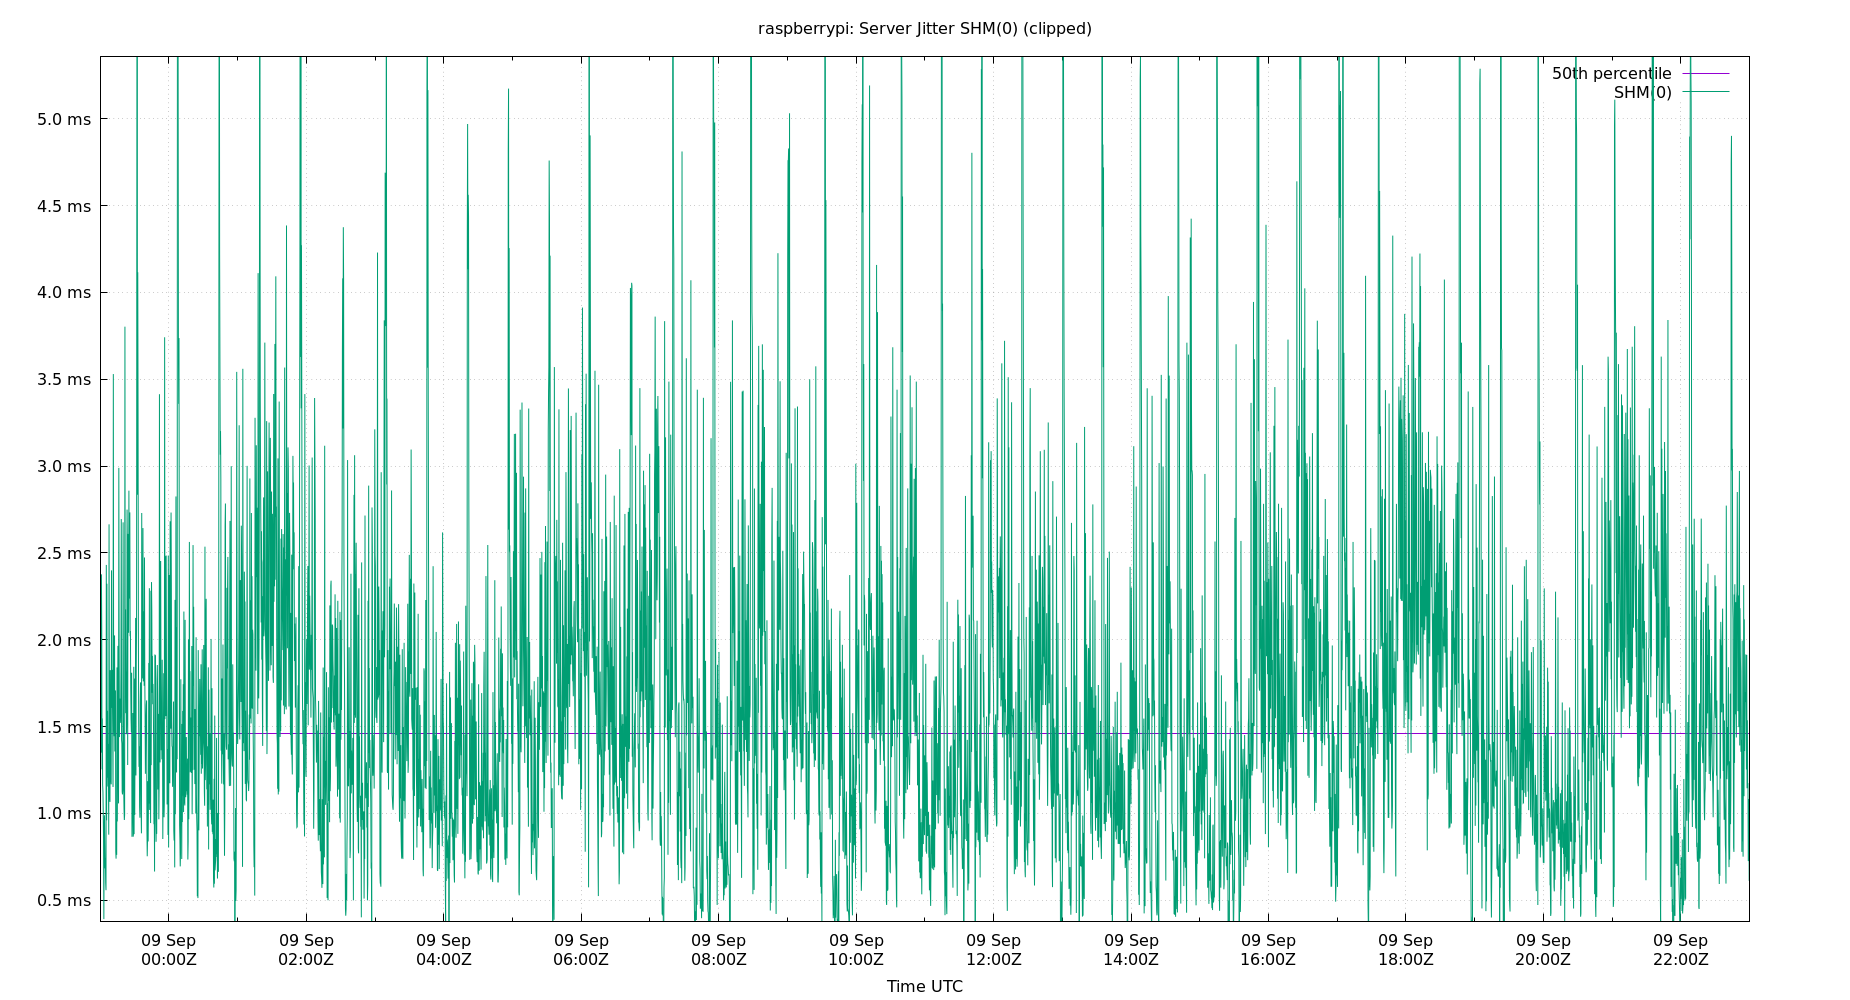 raspberrypi: Server Jitter SHM(0) (clipped)
50th percentile
SHM(0)
5.0 ms
4.5 ms
4.0 ms
3.5 ms
3.0 ms
2.5 ms
2.0 ms
1.5 ms
1.0 ms
0.5 ms
09 Sep 09 Sep 09 Sep 09 Sep 09 Sep 09 Sep 09 Sep 09 Sep 09 Sep 09 Sep 09 Sep 09 Sep
00:00Z 02:00Z 04:00Z 06:00Z 08:00Z 10:00Z 12:00Z 14:00Z 16:00Z 18:00Z 20:00Z 22:00Z
Time UTC